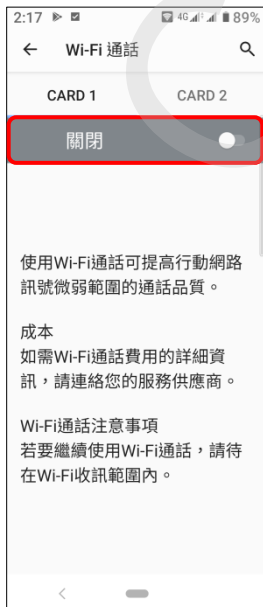 2:17 4G 89%
Wi-Fi 通話
CARD 1 CARD 2
關閉
使用Wi-Fi通話可提高行動網路
訊號微弱範圍的通話品質。
成本
如需Wi-Fi通話費用的詳細資
訊，請連絡您的服務供應商。
Wi-Fi通話注意事項
若要繼續使用Wi-Fi通話，請待
在Wi-Fi收訊範圍內。